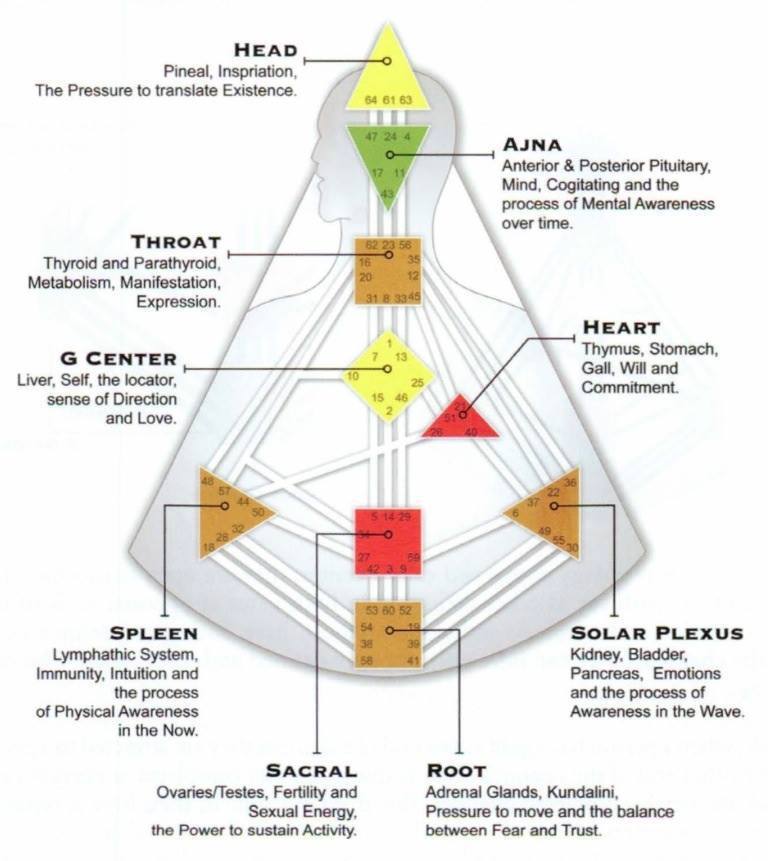 HEAD
Pineal, Inspriation,
The Pressure to translate Existence.
64 61 63
47 24 4
17 11
43
AJNA
Anterior & Posterior Pituitary,
Mind, Cogitating and the
process of Mental Awareness
over time.
THROAT
Thyroid and Parathyroid,
Metabolism, Manifestation,
Expression.
62 23 56
16 35
20 12
31 8 33 45
HEART
Thymus, Stomach,
Gall, Will and
Commitment.
G CENTER
Liver, Self, the locator,
sense of Direction
and Love.
1
7 13
10 25
15 46
2
21
51
26 40
48
57
44
50
32
28
18
5 14 29
34
27 59
42 3 9
36
22
37
6
49
55
30
53 60 52
54 19
38 39
58 41
SPLEEN
Lymphathic System,
Immunity, Intuition and
the process
of Physical Awareness
in the Now.
SOLAR PLEXUS
Kidney, Bladder,
Pancreas, Emotions
and the process of
Awareness in the Wave.
SACRAL
Ovaries/Testes, Fertility and
Sexual Energy,
the Power to sustain Activity.
ROOT
Adrenal Glands, Kundalini,
Pressure to move and the balance
between Fear and Trust.